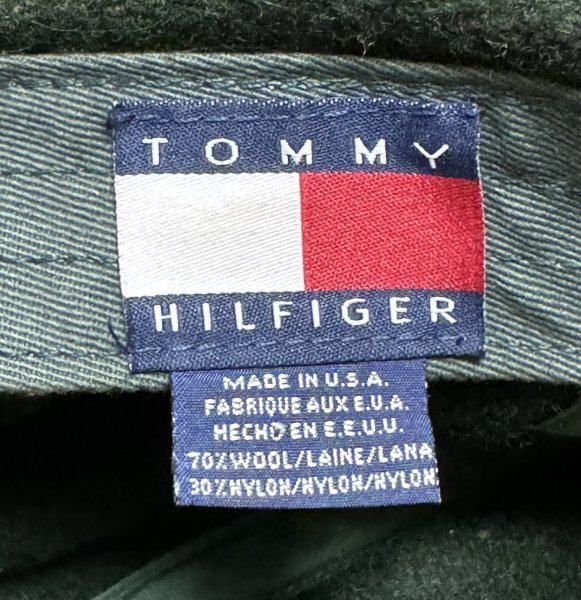 TOMMY
HILFIGER
MADE IN U.S.A.
FABRIQUE AUX E.U.A.
HECHO EN E.E.U.U.
70%WOOL/LAINE/LANA
30%NYLON/NYLON/NYLON